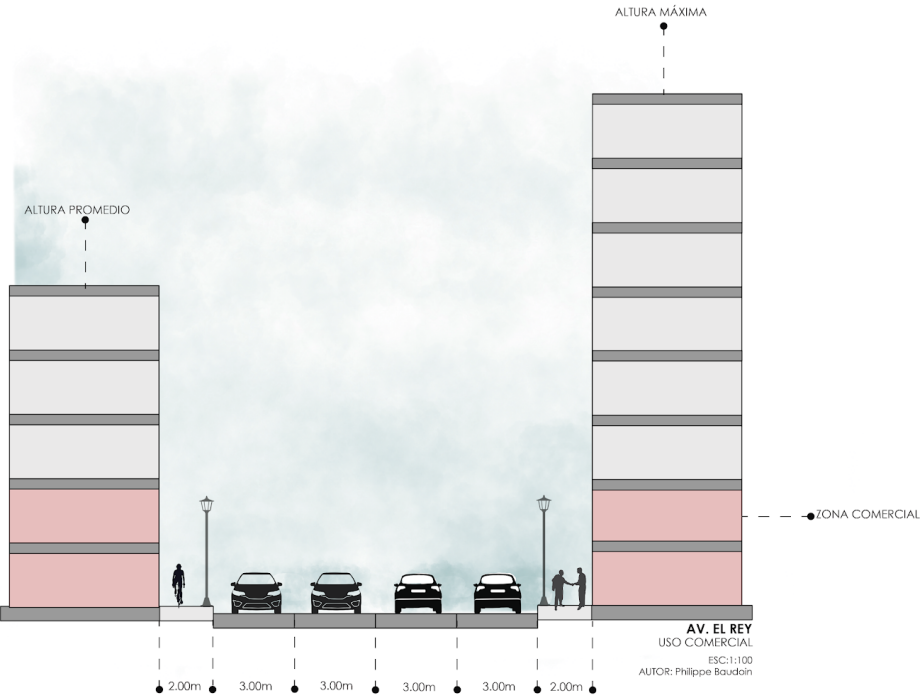 ALTURA MÁXIMA
ALTURA PROMEDIO
ZONA COMERCIAL
AV. EL REY
USO COMERCIAL
ESC:1:100
AUTOR: Philippe Baudoin
2.00m 3.00m 3.00m 3.00m 3.00m 2.00m